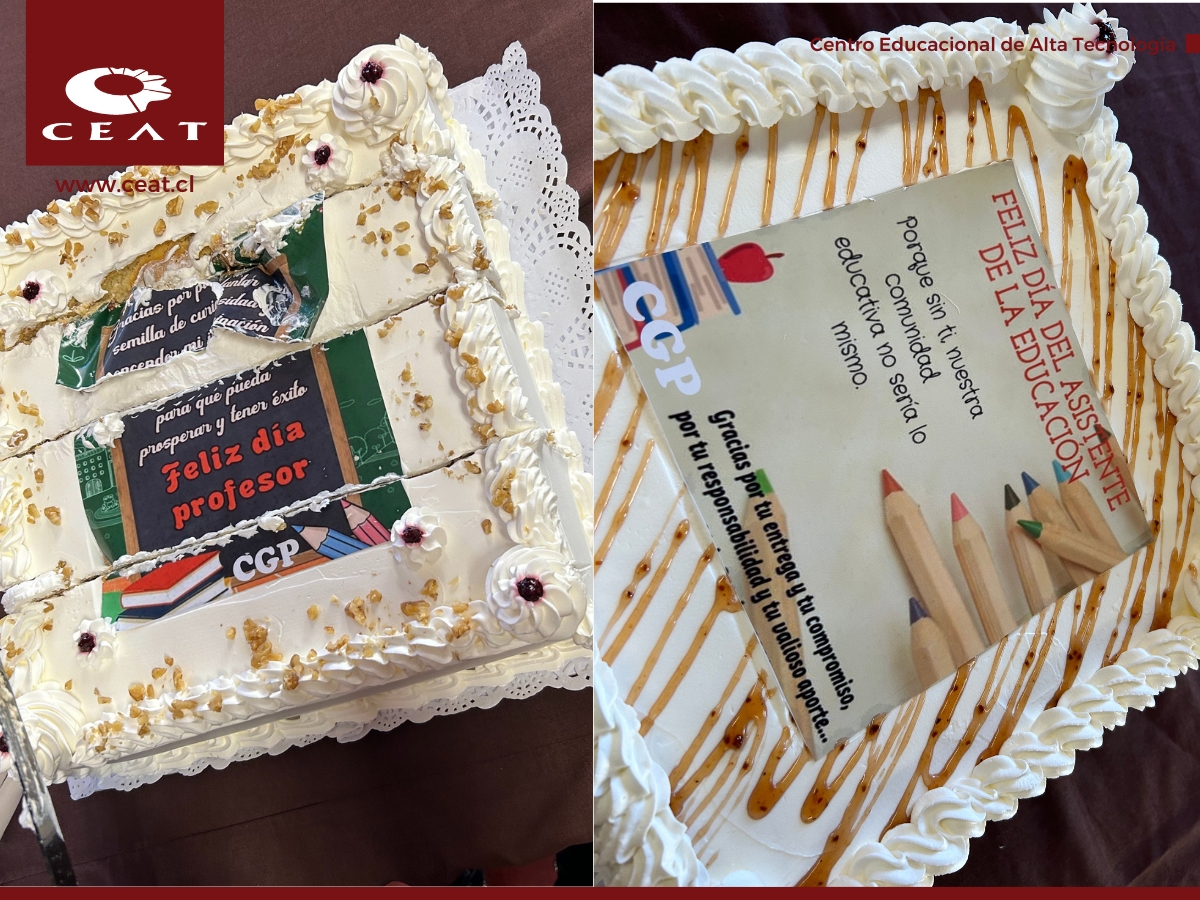 CEAT
www.ceat.cl
Centro Educacional de Alta Tecnología
Gracias por
semilla de
para que pueda
prosperar y tener éxito
Feliz día
profesor
CGP
FELIZ DÍA DEL ASISTENTE
DE LA EDUCACIÓN
Porque sin ti nuestra
comunidad
educativa no sería lo
mismo.
CGP
Gracias por tu entrega y tu compromiso,
por tu responsabilidad y tu valioso aporte...